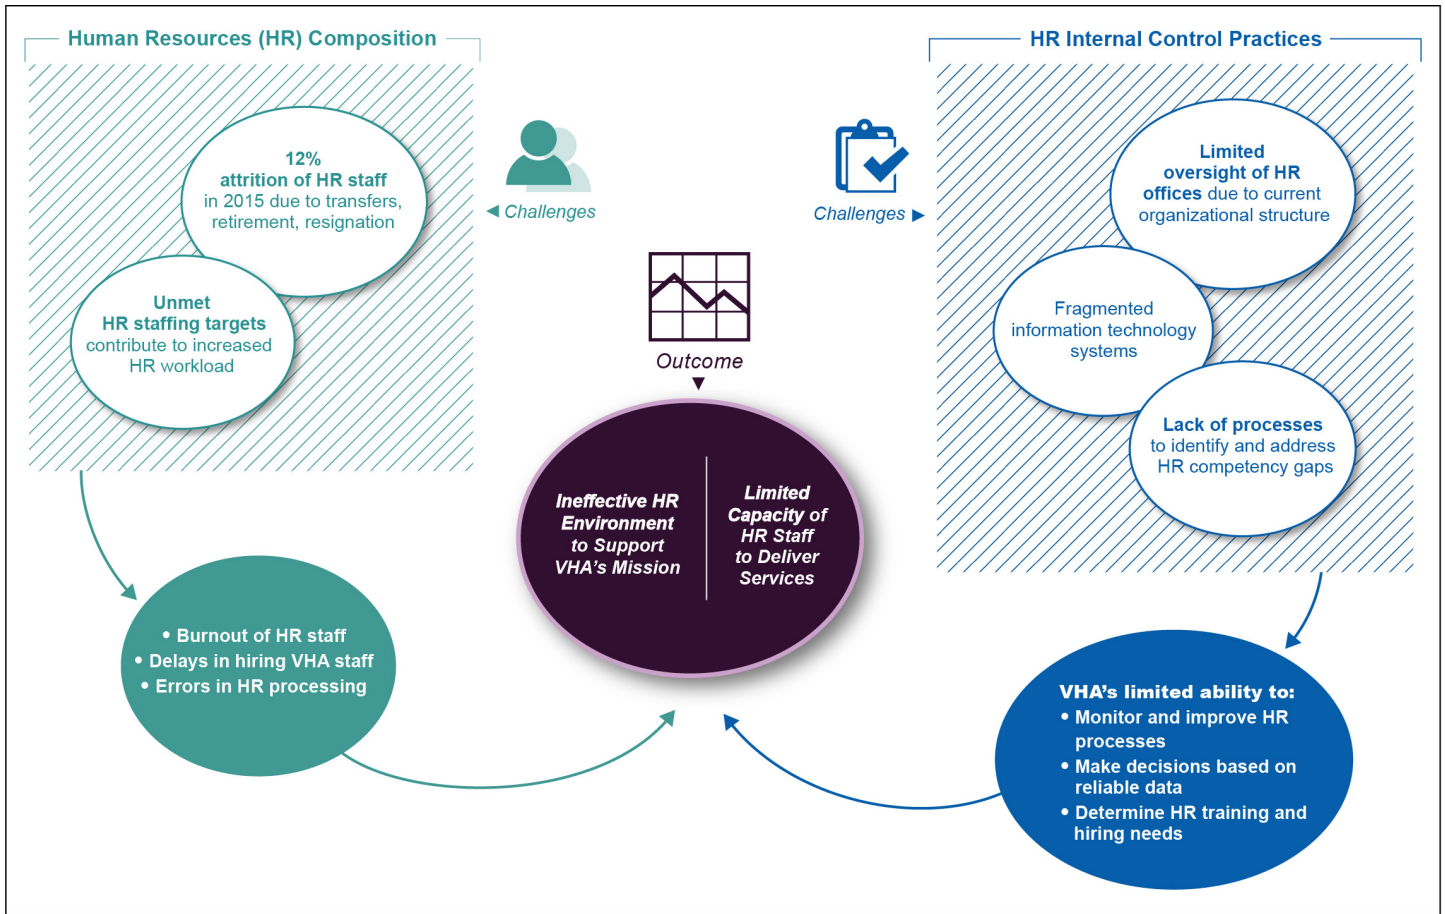 Human Resources (HR) Composition
12%
attrition of HR staff
in 2015 due to transfers,
retirement, resignation
Unmet
HR staffing targets
contribute to increased
HR workload
◄ Challenges
• Burnout of HR staff
• Delays in hiring VHA staff
• Errors in HR processing
Outcome
▼
Ineffective HR
Environment
to Support
VHA's Mission
Limited
Capacity of
HR Staff
to Deliver
Services
HR Internal Control Practices
Challenges ►
Limited
oversight of HR
offices due to current
organizational structure
Fragmented
information technology
systems
Lack of processes
to identify and address
HR competency gaps
VHA's limited ability to:
• Monitor and improve HR
processes
• Make decisions based on
reliable data
• Determine HR training and
hiring needs